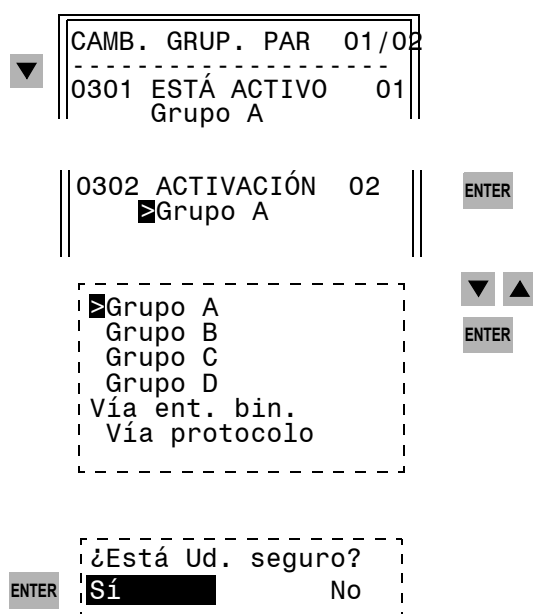 CAMB. GRUP. PAR 01/02
- - - - - - - - - - - - - - - - - - - -
▼
0301 ESTÁ ACTIVO 01
Grupo A
0302 ACTIVACIÓN 02
ENTER
>Grupo A
▼ ▲
>Grupo A
Grupo B
ENTER
Grupo C
Grupo D
Vía ent. bin.
Vía protocolo
¿Está Ud. seguro?
ENTER
Sí No